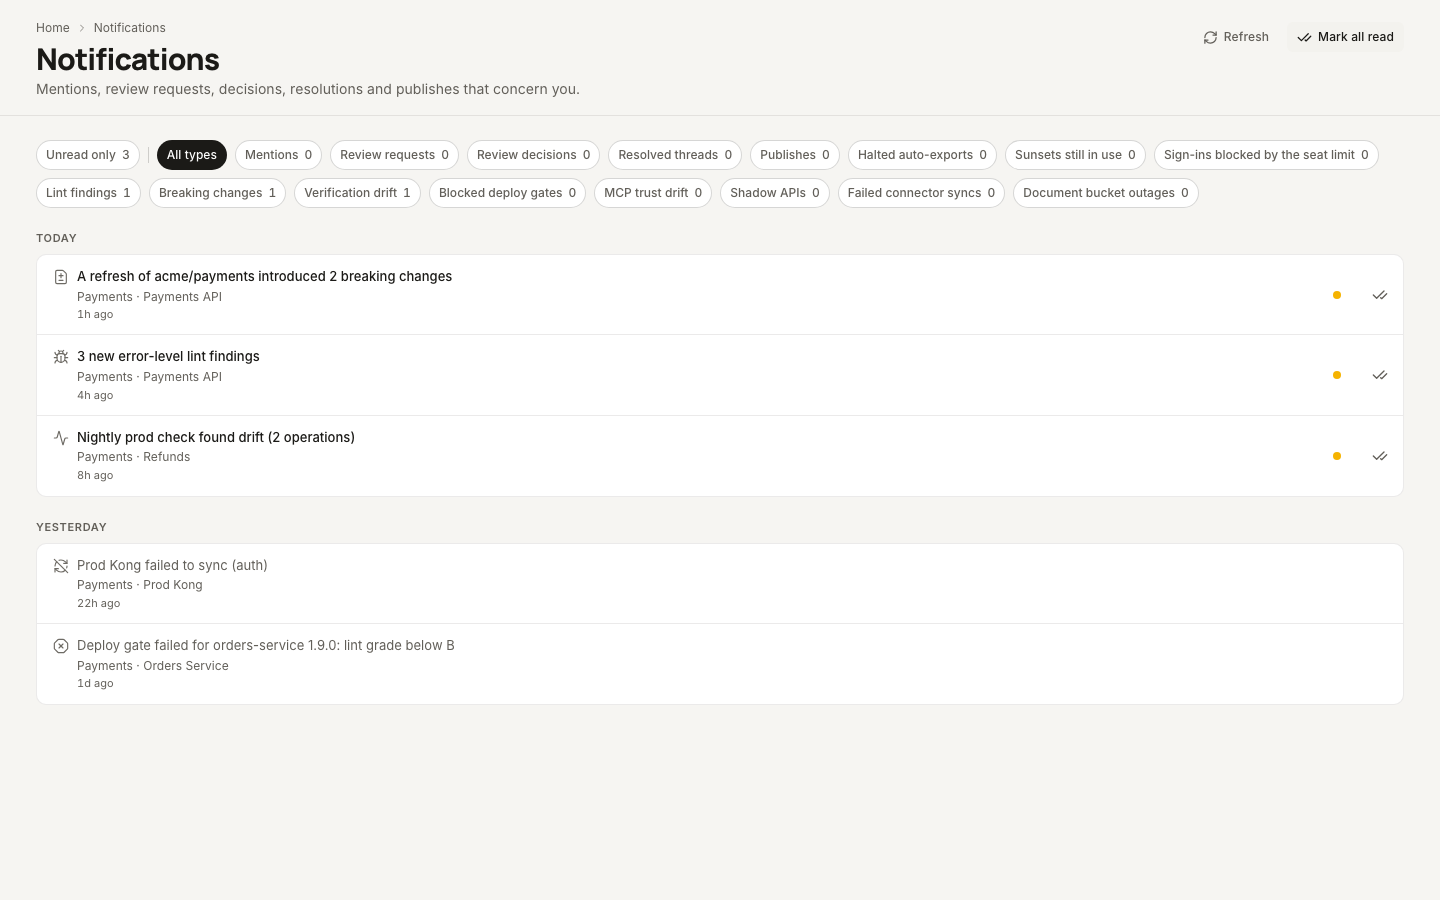 Home > Notifications
Refresh
Mark all read
Notifications
Mentions, review requests, decisions, resolutions and publishes that concern you.
Unread only 3
All types
Mentions 0
Review requests 0
Review decisions 0
Resolved threads 0
Publishes 0
Halted auto-exports 0
Sunsets still in use 0
Sign-ins blocked by the seat limit 0
Lint findings 1
Breaking changes 1
Verification drift 1
Blocked deploy gates 0
MCP trust drift 0
Shadow APIs 0
Failed connector syncs 0
Document bucket outages 0
TODAY
A refresh of acme/payments introduced 2 breaking changes
Payments · Payments API
1h ago
3 new error-level lint findings
Payments · Payments API
4h ago
Nightly prod check found drift (2 operations)
Payments · Refunds
8h ago
YESTERDAY
Prod Kong failed to sync (auth)
Payments · Prod Kong
22h ago
Deploy gate failed for orders-service 1.9.0: lint grade below B
Payments · Orders Service
1d ago